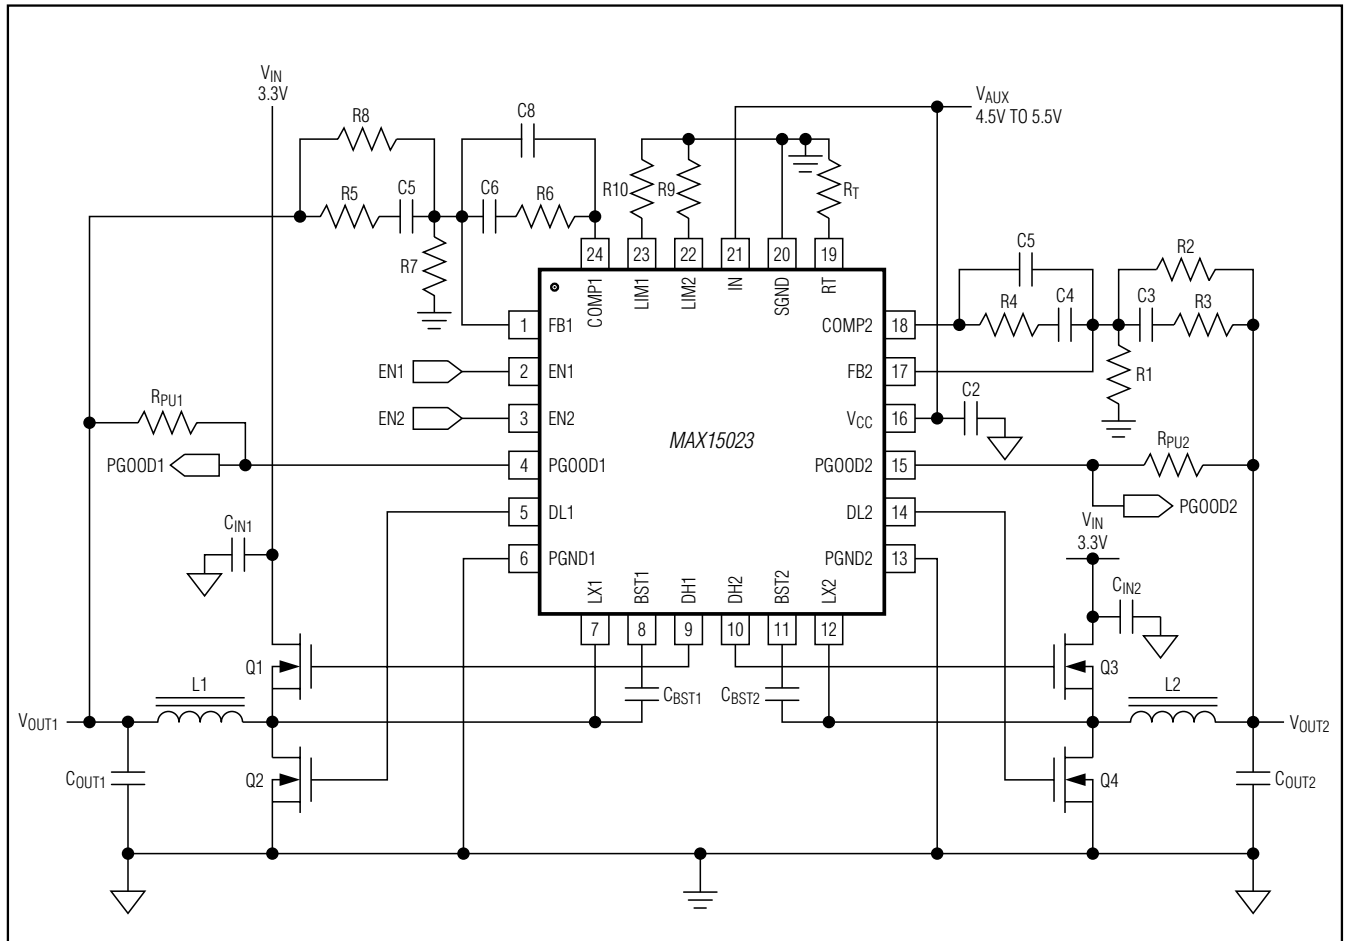 VIN
3.3V
VAUX
4.5V TO 5.5V
R8
C8
R5
C5
C6
R6
R10
R9
RT
R7
24
23
22
21
20
19
COMP1
LIM1
LIM2
IN
SGND
RT
C5
R2
R4
C4
C3
R3
R1
1
FB1
COMP2
18
EN1
2
EN1
FB2
17
EN2
3
EN2
VCC
16
C2
MAX15023
RPU1
PGOOD1
4
PGOOD1
PGOOD2
15
RPU2
PGOOD2
5
DL1
DL2
14
VIN
3.3V
CIN1
6
PGND1
PGND2
13
CIN2
LX1
BST1
DH1
DH2
BST2
LX2
7
8
9
10
11
12
Q1
Q3
L1
CBST1
CBST2
L2
VOUT1
VOUT2
COUT1
Q2
Q4
COUT2